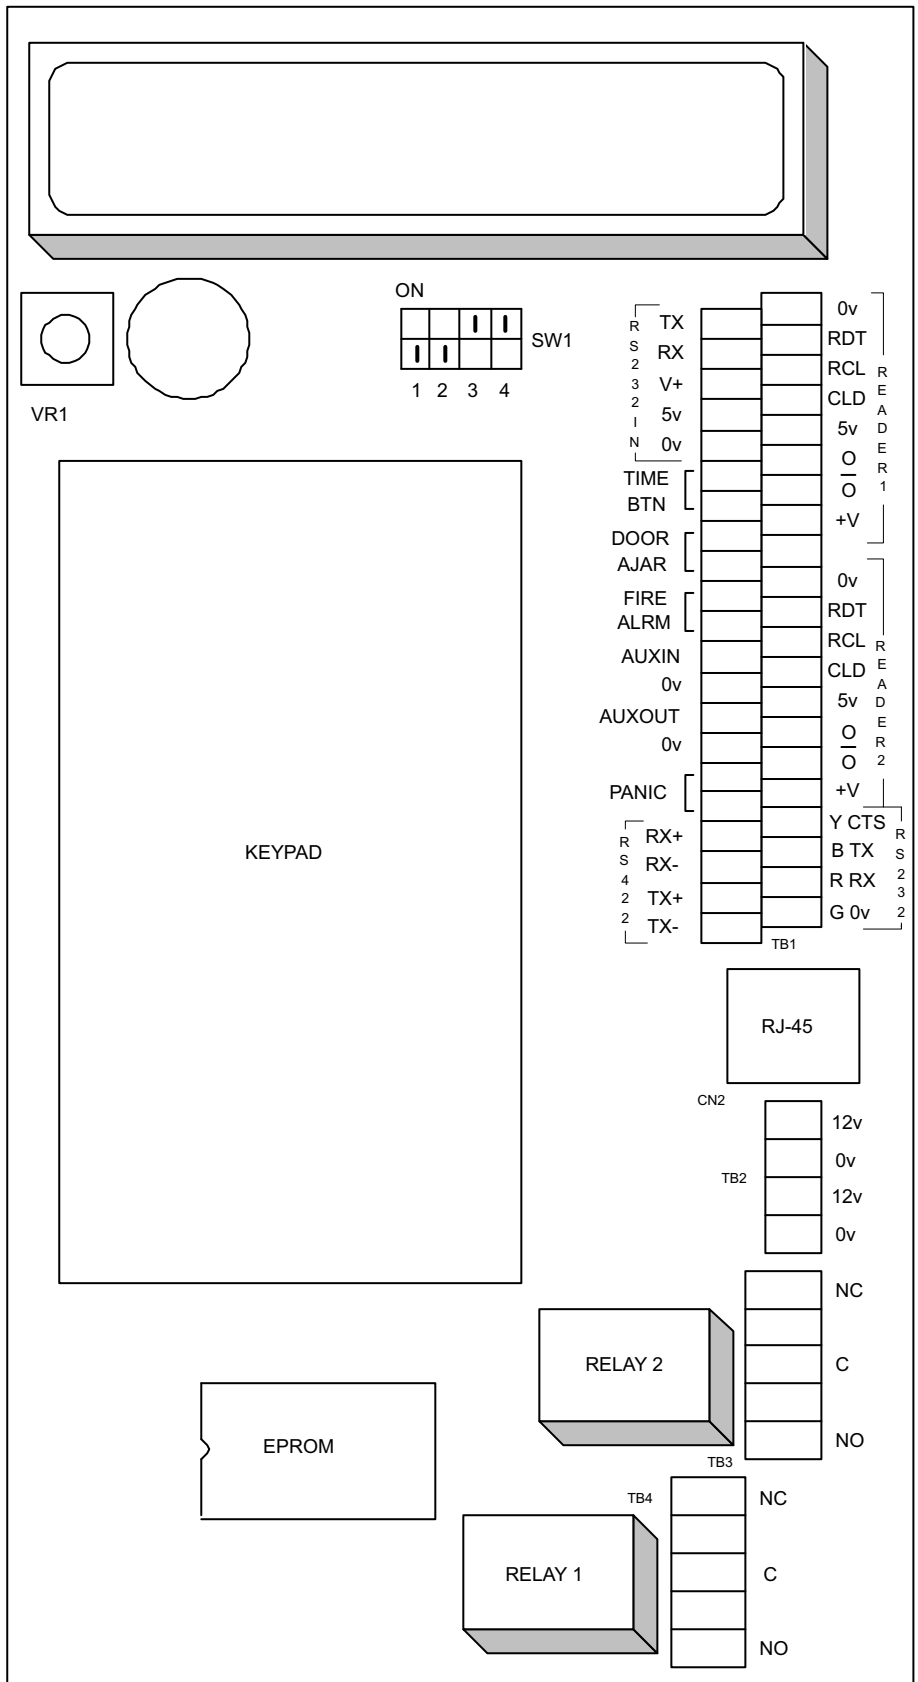 ON
SW1
1 2 3 4
VR1
RS232IN
TX
RX
V+
5v
0v
TIME
BTN
DOOR
AJAR
FIRE
ALRM
AUXIN
0v
AUXOUT
0v
PANIC
RS422
RX+
RX-
TX+
TX-
0v
RDT
RCL
CLD
5v
O
O
+V
READER1
0v
RDT
RCL
CLD
5v
O
O
+V
READER2
Y CTS
B TX
R RX
G 0v
RS232
TB1
KEYPAD
RJ-45
CN2
12v
0v
TB2
12v
0v
NC
RELAY 2
C
NO
TB3
EPROM
TB4
NC
RELAY 1
C
NO